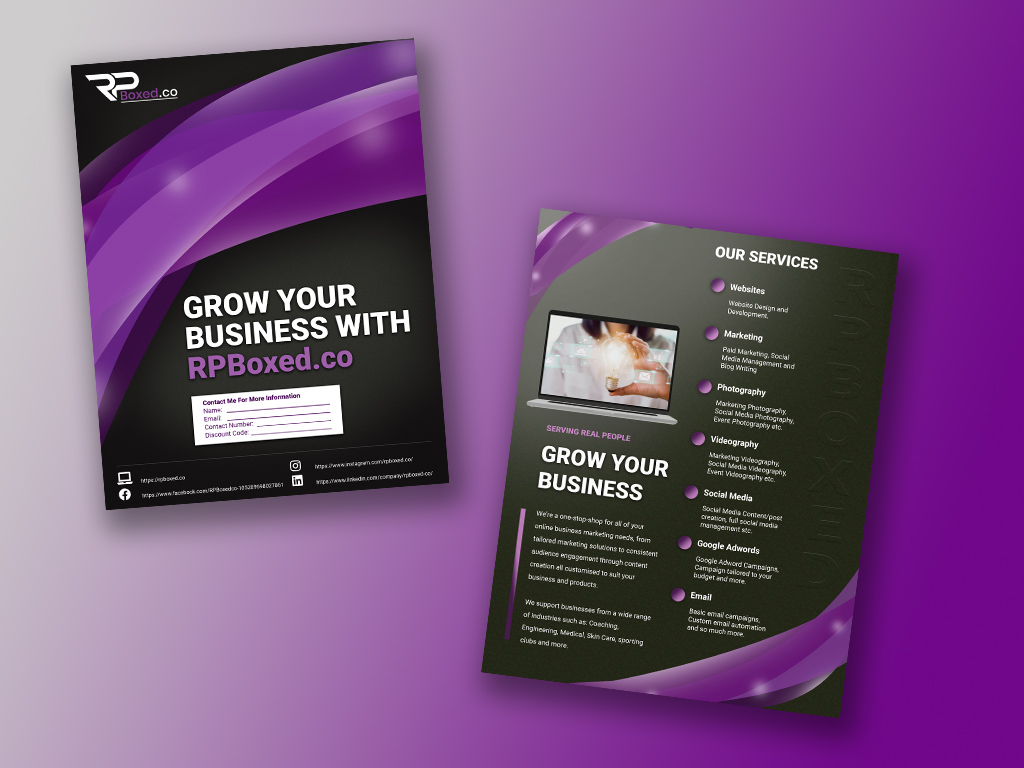 RP
Boxed.co
GROW YOUR
BUSINESS WITH
RPBoxed.co
Contact Me For More Information
Name:
Email:
Contact Number:
Discount Code:
https://rpboxed.co
https://www.instagram.com/rpboxed.co/
https://www.linkedin.com/company/rpboxed-co/
OUR SERVICES
Websites
Website Design and
Development.
Marketing
Paid Marketing, Social
Media Management and
Blog Writing
Photography
Marketing Photography,
Social Media Photography,
Event Photography etc.
Videography
Marketing Videography,
Social Media Videography,
Event Videography etc.
Social Media
Social Media Content/post
creation, full social media
management stc.
Google Adwords
Google Adword Campaigns,
Campaign tailored to your
budget and more.
Email
Basic email campaigns,
Custom email automation
and so much more.
SERVING REAL PEOPLE
GROW YOUR
BUSINESS
We're a one-stop-shop for all of your
online business marketing needs, from
tailored marketing solutions to consistent
audience engagement through content
creation all customised to suit your
business and products.
We support businesses from a wide range
of Industries such as: Coaching,
Engineering, Medical, Skin Care, sporting
clubs and more.
RPBOXED